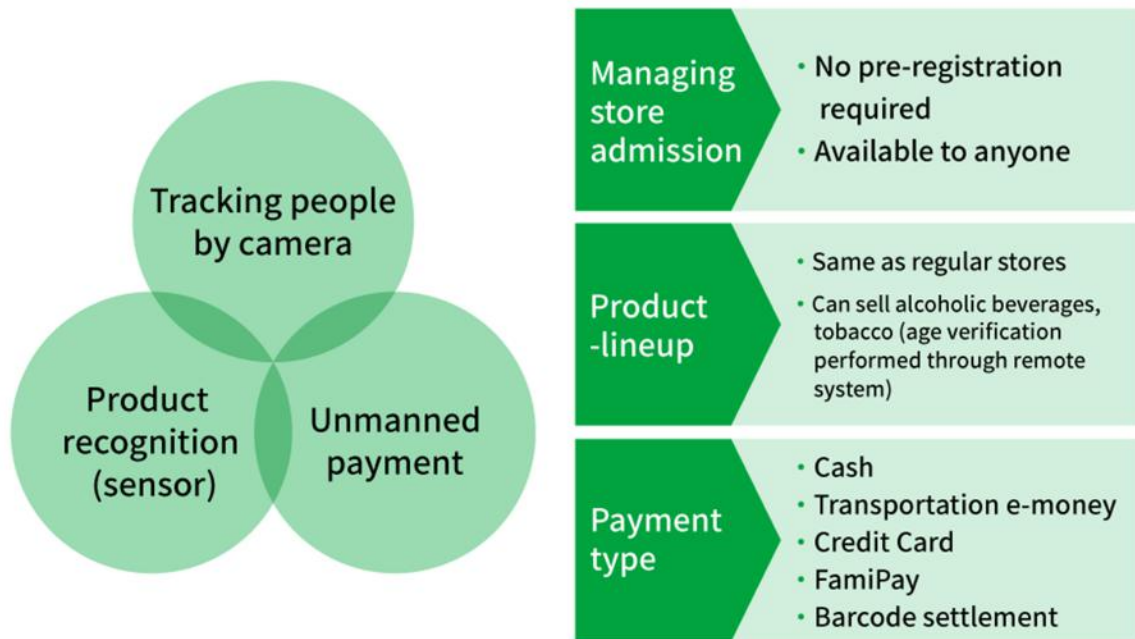 Tracking people
by camera
Product
recognition
(sensor)
Unmanned
payment
Managing
store
admission
• No pre-registration
required
• Available to anyone
Product
-lineup
• Same as regular stores
• Can sell alcoholic beverages,
tobacco (age verification
performed through remote
system)
Payment
type
• Cash
• Transportation e-money
• Credit Card
• FamiPay
• Barcode settlement